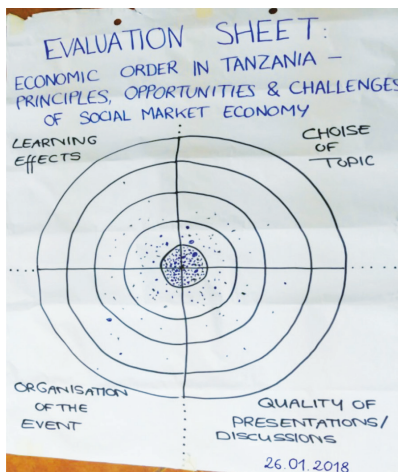 EVALUATION SHEET:
ECONOMIC ORDER IN TANZANIA –
PRINCIPLES, OPPORTUNITIES & CHALLENGES
OF SOCIAL MARKET ECONOMY
LEARNING
EffECTS
CHOISE
OF
TOPIC
ORGANISATION
OF THE
EVENT
QUALITY OF
PRESENTATIONS/
DISCUSSIONS
26.01.2018